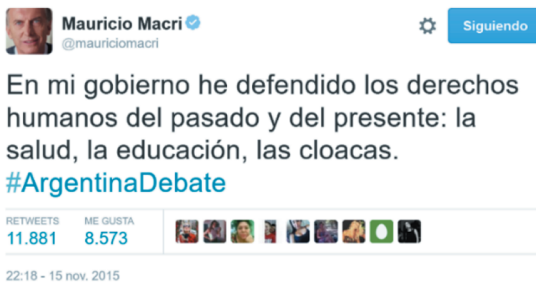 Mauricio Macri
@mauriciomacri
Siguiendo
En mi gobierno he defendido los derechos
humanos del pasado y del presente: la
salud, la educación, las cloacas.
#ArgentinaDebate
RETWEETS ME GUSTA
11.881 8.573
22:18 - 15 nov. 2015